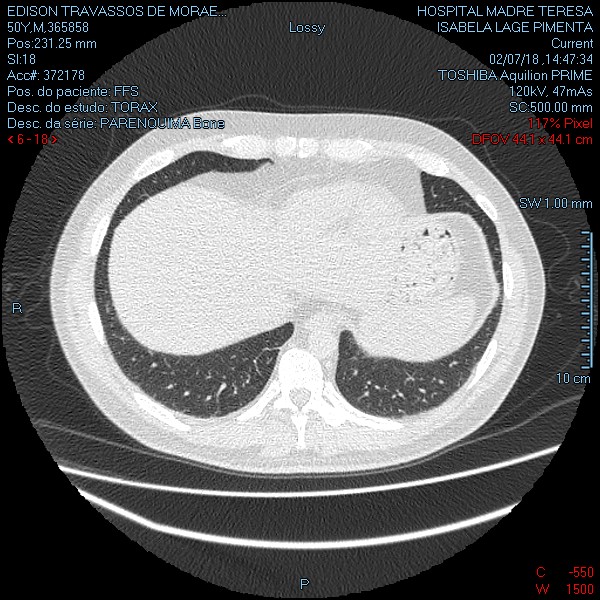 EDISON TRAVASSOS DE MORAE...
50Y,M,365858
Pos:231.25 mm
SI:18
Acc#: 372178
Pos. do paciente: FFS
Desc. do estudo: TORAX
Desc. da série: PARENQUIMA Bone
< 6 - 18 >
Lossy
HOSPITAL MADRE TERESA
ISABELA LAGE PIMENTA
Current
02/07/18 ,14:47:34
TOSHIBA Aquilion PRIME
120kV, 47mAs
SC:500.00 mm
117% Pixel
DFOV 44.1 x 44.1 cm
SW:1.00 mm
R
10 cm
P
C -550
W 1500